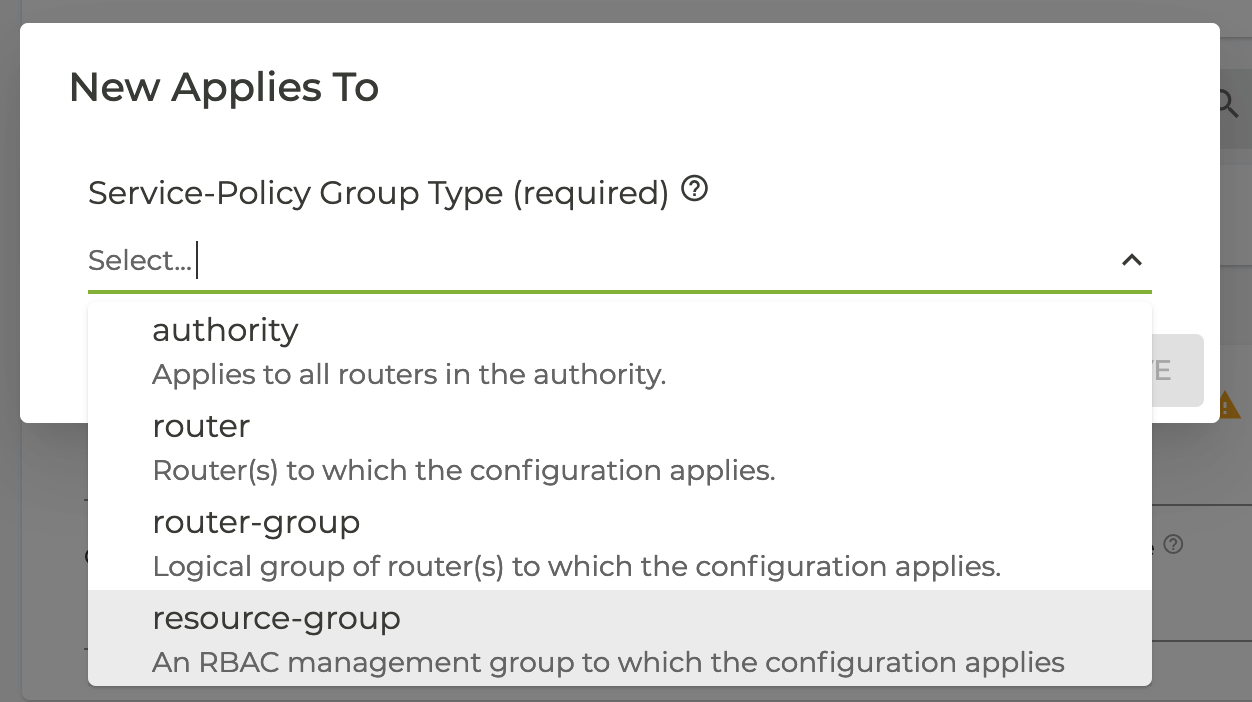 New Applies To
Service-Policy Group Type (required)
Select...
authority
Applies to all routers in the authority.
router
Router(s) to which the configuration applies.
router-group
Logical group of router(s) to which the configuration applies.
resource-group
An RBAC management group to which the configuration applies